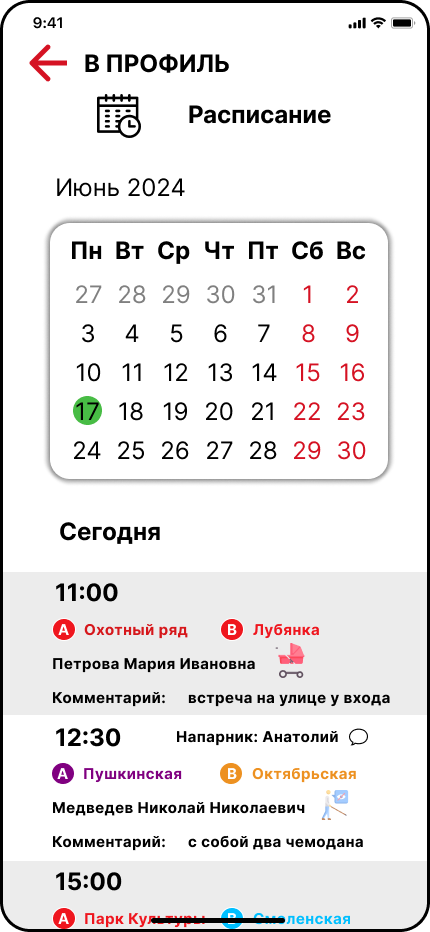 9:41
В ПРОФИЛЬ
Расписание
Июнь 2024
Пн Вт Ср Чт Пт Сб Вс
27 28 29 30 31 1 2
3 4 5 6 7 8 9
10 11 12 13 14 15 16
17 18 19 20 21 22 23
24 25 26 27 28 29 30
Сегодня
11:00
А Охотный ряд В Лубянка
Петрова Мария Ивановна
Комментарий: встреча на улице у входа
12:30 Напарник: Анатолий
А Пушкинская В Октябрьская
Медведев Николай Николаевич
Комментарий: с собой два чемодана
15:00
А Парк Культуры В Смоленская